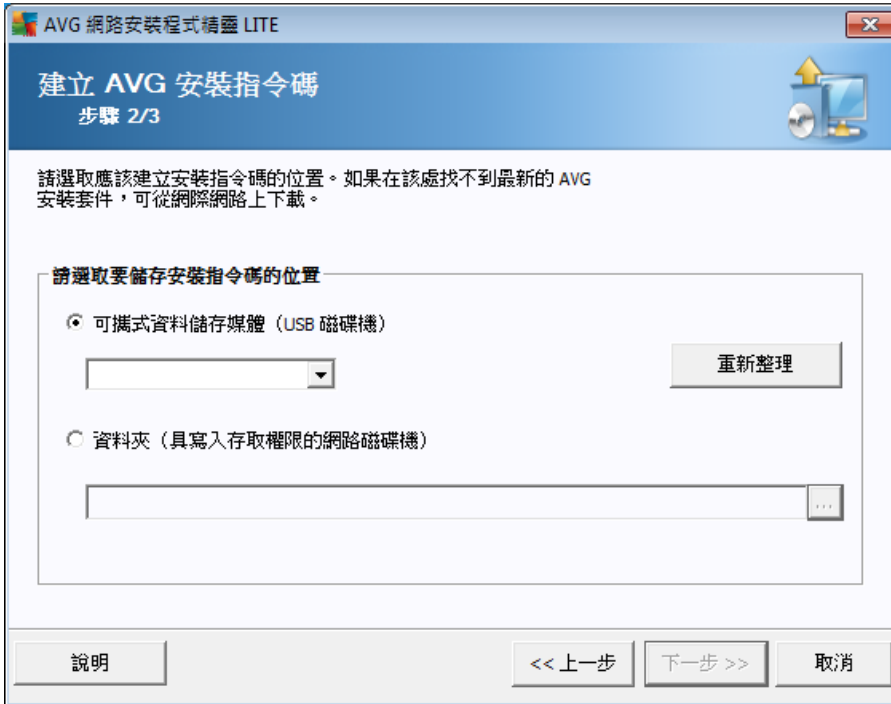 AVG 網路安裝程式精靈 LITE
建立 AVG 安裝指令碼
步驟 2/3
請選取應該建立安裝指令碼的位置。如果在該處找不到最新的 AVG
安裝套件，可從網際網路上下載。
請選取要儲存安裝指令碼的位置
可攜式資料儲存媒體（USB 磁碟機）
重新整理
資料夾（具寫入存取權限的網路磁碟機）
...
說明
<< 上一步
下一步 >>
取消